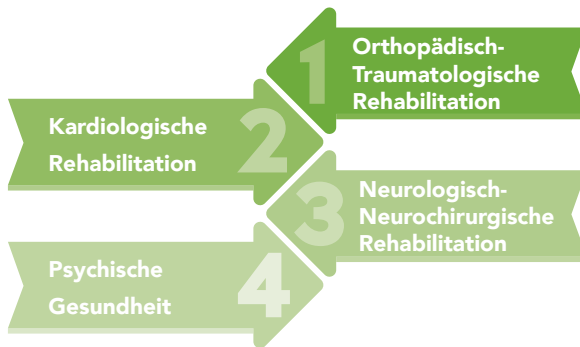 1
Orthopädisch-
Traumatologische
Rehabilitation
2
Kardiologische
Rehabilitation
3
Neurologisch-
Neurochirurgische
Rehabilitation
4
Psychische
Gesundheit